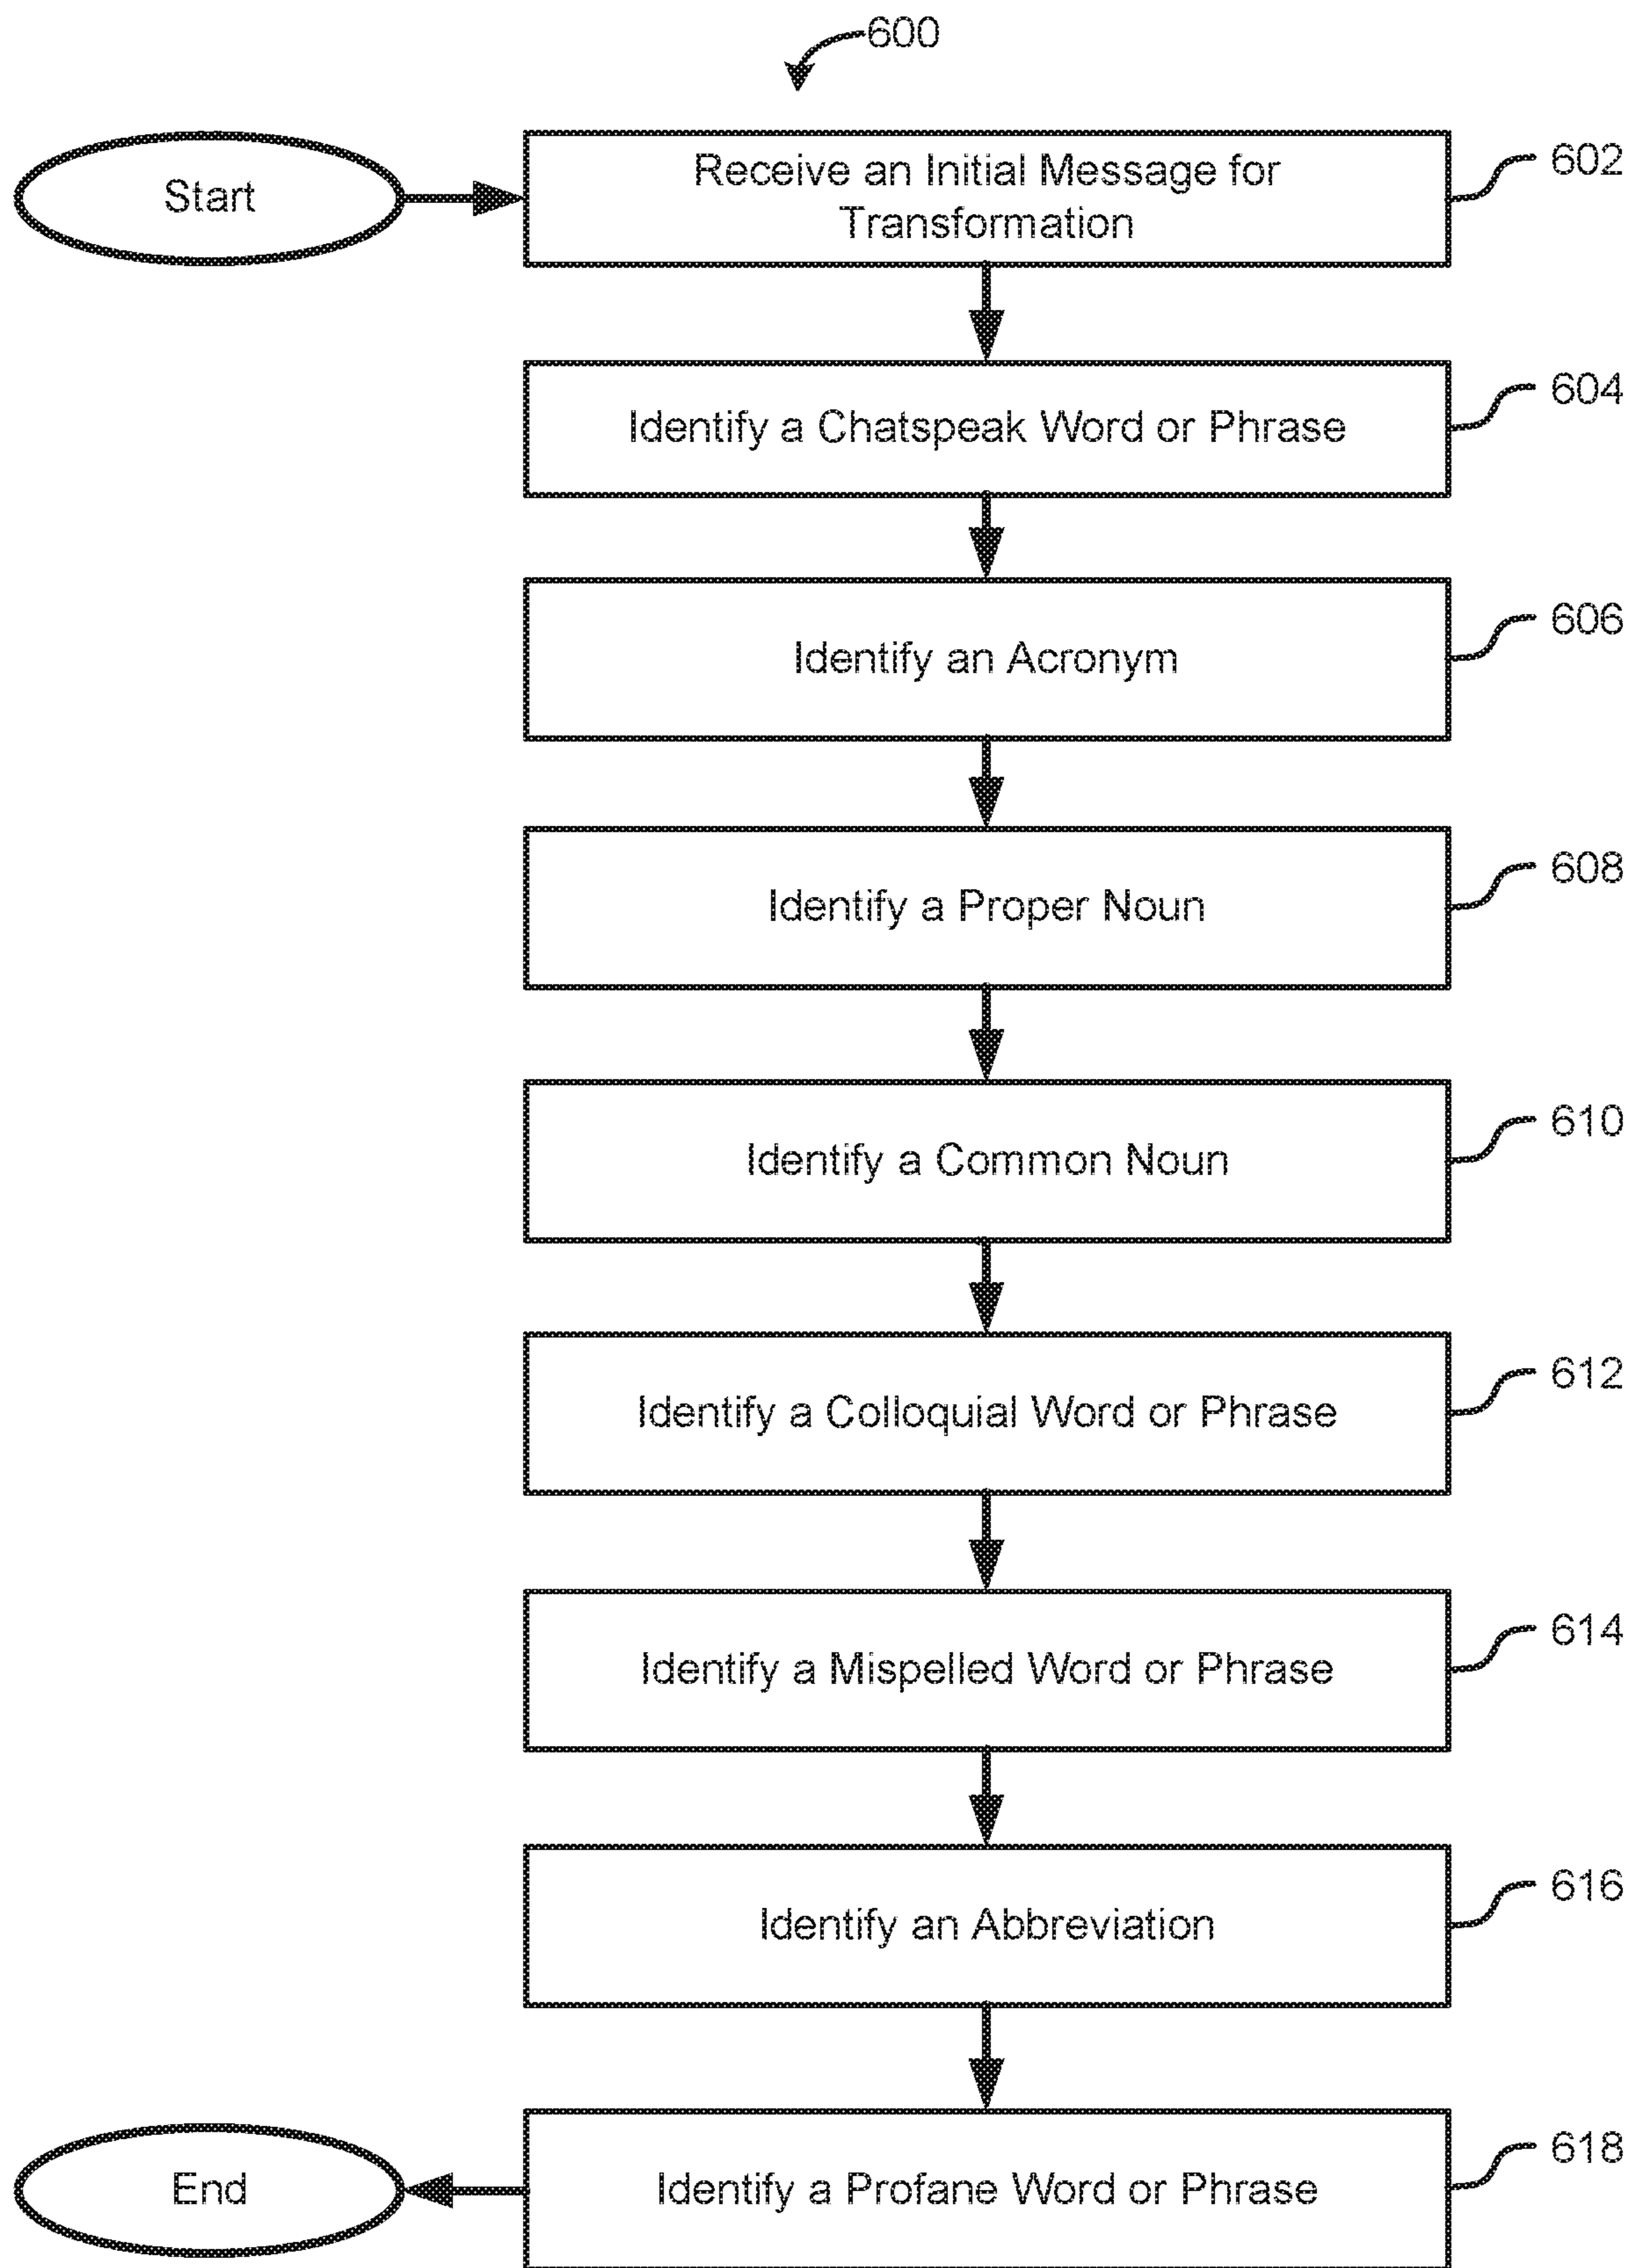 600
Start
Receive an Initial Message for
Transformation
602
Identify a Chatspeak Word or Phrase
604
Identify an Acronym
606
Identify a Proper Noun
608
Identify a Common Noun
610
Identify a Colloquial Word or Phrase
612
Identify a Mispelled Word or Phrase
614
Identify an Abbreviation
616
Identify a Profane Word or Phrase
618
End